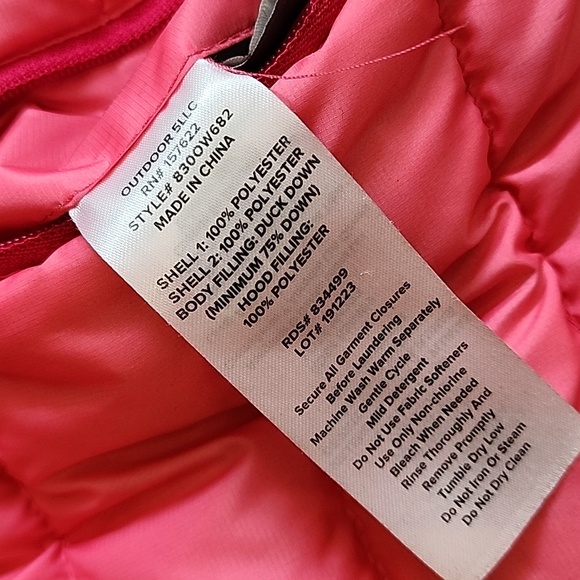 OUTDOOR 5LLC
RN# 157622
STYLE# 830OW682
MADE IN CHINA
SHELL 1: 100% POLYESTER
SHELL 2: 100% POLYESTER
BODY FILLING: DUCK DOWN
(MINIMUM 75% DOWN)
HOOD FILLING:
100% POLYESTER
RDS# 834499
LOT# 191223
Secure All Garment Closures
Before Laundering
Machine Wash Warm Separately
Gentle Cycle
Mild Detergent
Do Not Use Fabric Softeners
Use Only Non-chlorine
Bleach When Needed
Rinse Thoroughly And
Remove Promptly
Tumble Dry Low
Do Not Iron Or Steam
Do Not Dry Clean